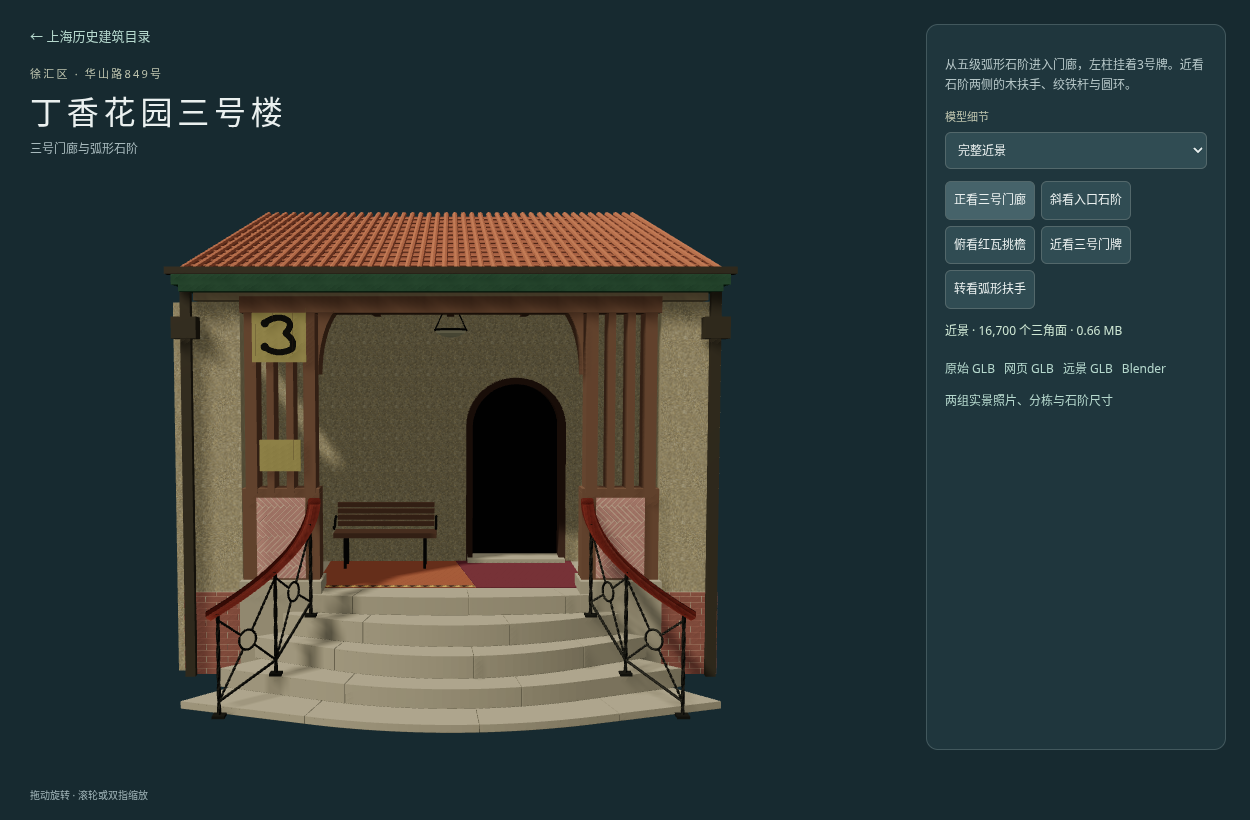 ← 上海历史建筑目录
徐汇区 · 华山路849号
丁香花园三号楼
三号门廊与弧形石阶
3
拖动旋转 · 滚轮或双指缩放
从五级弧形石阶进入门廊，左柱挂着3号牌。近看
石阶两侧的木扶手、绞铁杆与圆环。
模型细节
完整近景
正看三号门廊 斜看入口石阶
俯看红瓦挑檐 近看三号门牌
转看弧形扶手
近景 · 16,700 个三角面 · 0.66 MB
原始 GLB 网页 GLB 远景 GLB Blender
两组实景照片、分栋与石阶尺寸